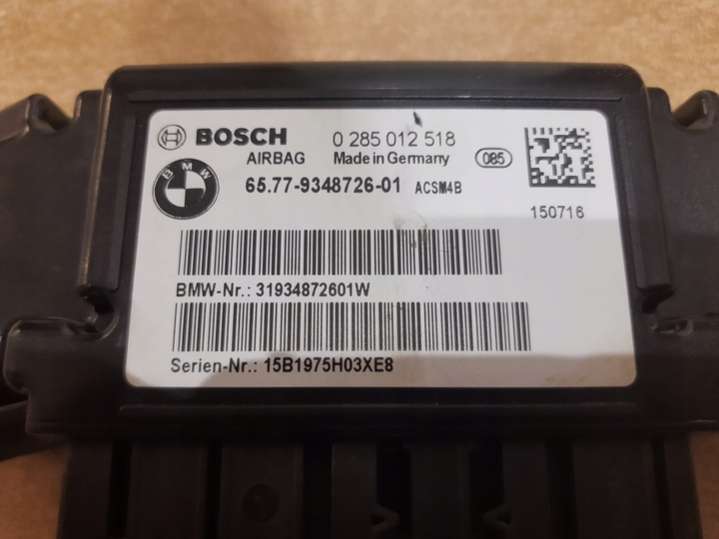 BOSCH 0 285 012 518
AIRBAG Made in Germany 085
BMW 65.77-9348726-01 ACSM4B
150716
BMW-Nr.: 31934872601W
Serien-Nr.: 15B1975H03XE8